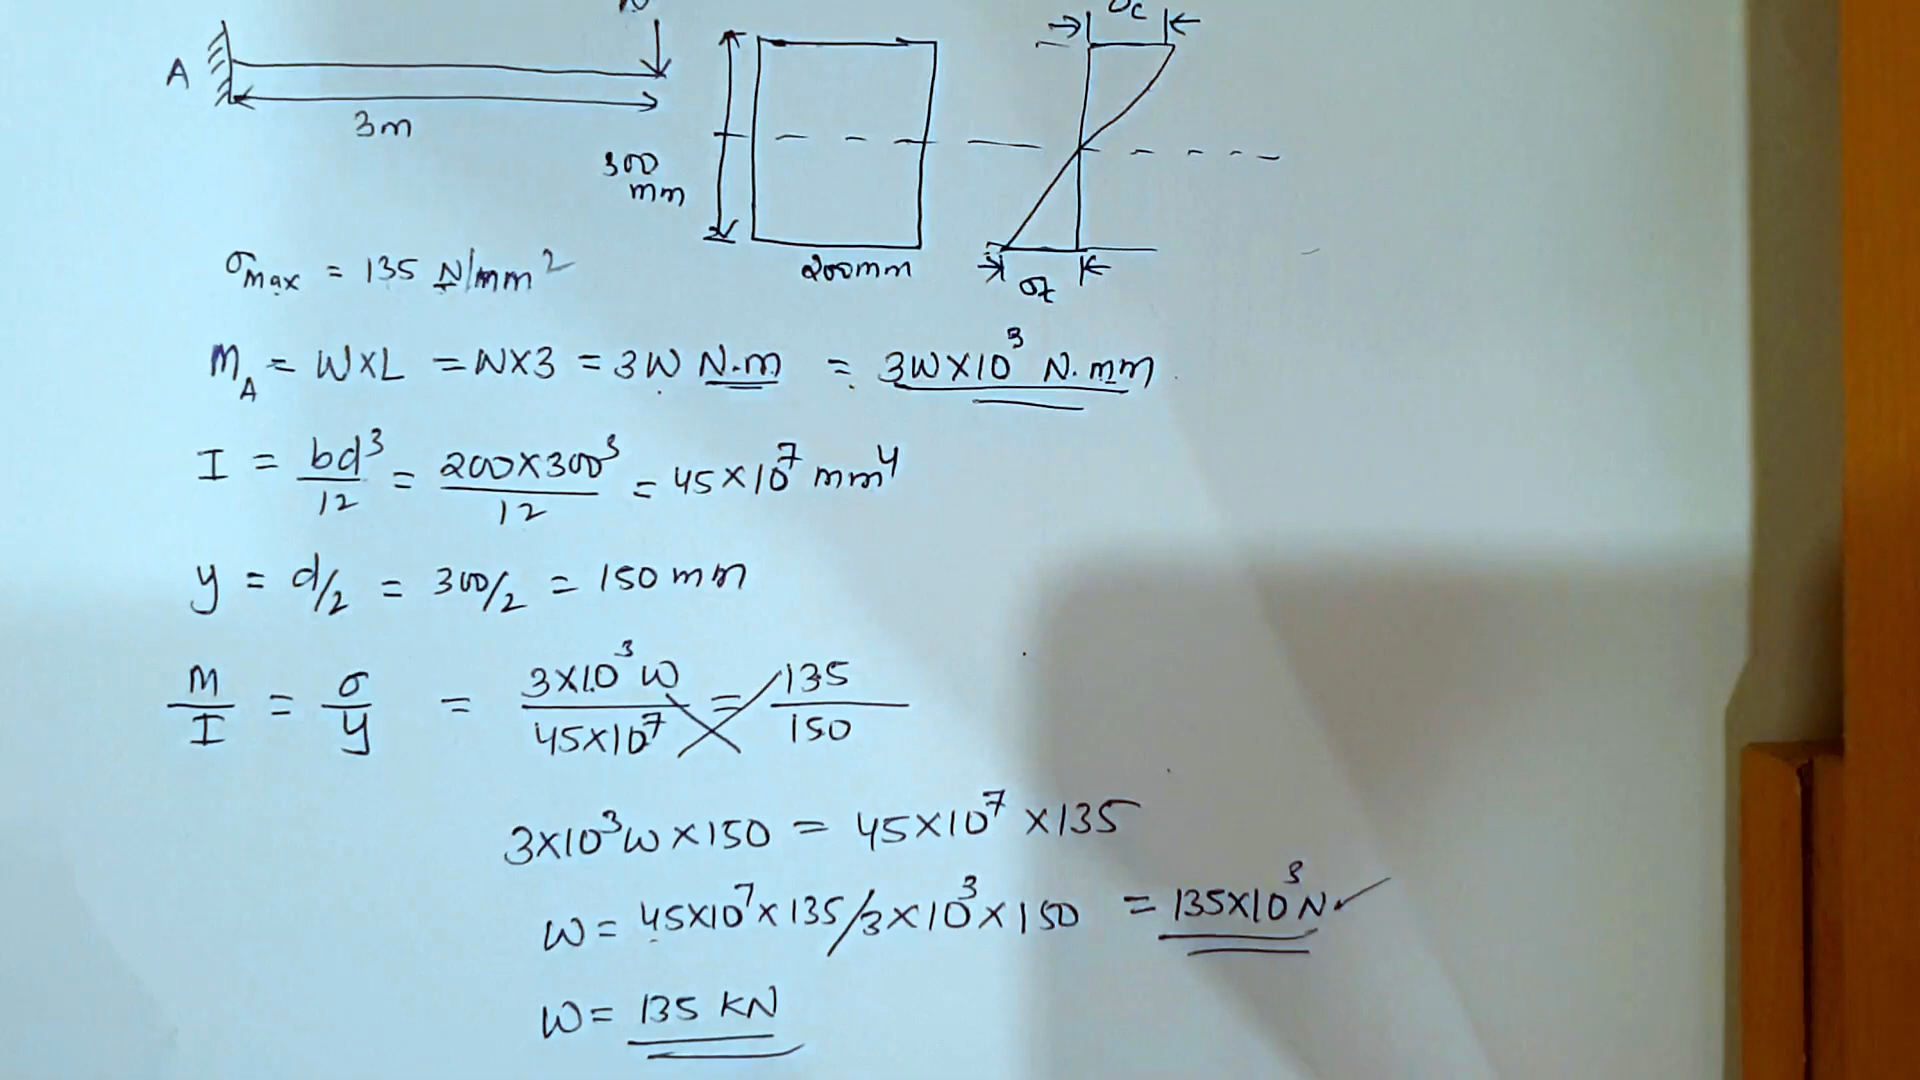 σc
A
3m
300
mm
200mm
σt
σmax = 135 N/mm²
MA = W×L = W×3 = 3W N.m = 3W×10³ N.mm
I = bd³/12 = 200×300³/12 = 45×10⁷ mm⁴
y = d/2 = 300/2 = 150 mm
M/I = σ/y = 3×10³W/45×10⁷ = 135/150
3×10³W×150 = 45×10⁷×135
W = 45×10⁷×135/3×10³×150 = 135×10³N ✓
W = 135 KN